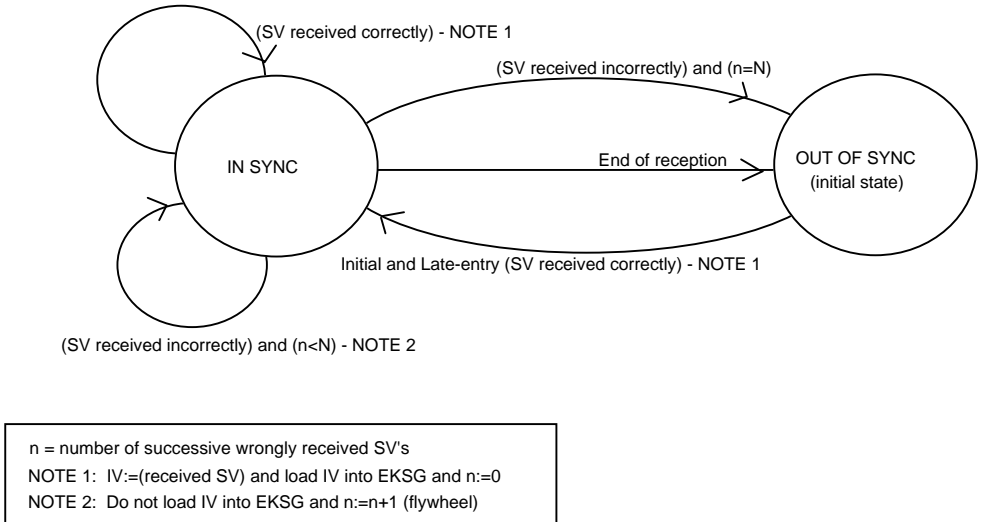 (SV received correctly) - NOTE 1
(SV received incorrectly) and (n=N)
IN SYNC
End of reception
OUT OF SYNC
(initial state)
Initial and Late-entry (SV received correctly) - NOTE 1
(SV received incorrectly) and (n<N) - NOTE 2
n = number of successive wrongly received SV's
NOTE 1: IV:=(received SV) and load IV into EKSG and n:=0
NOTE 2: Do not load IV into EKSG and n:=n+1 (flywheel)